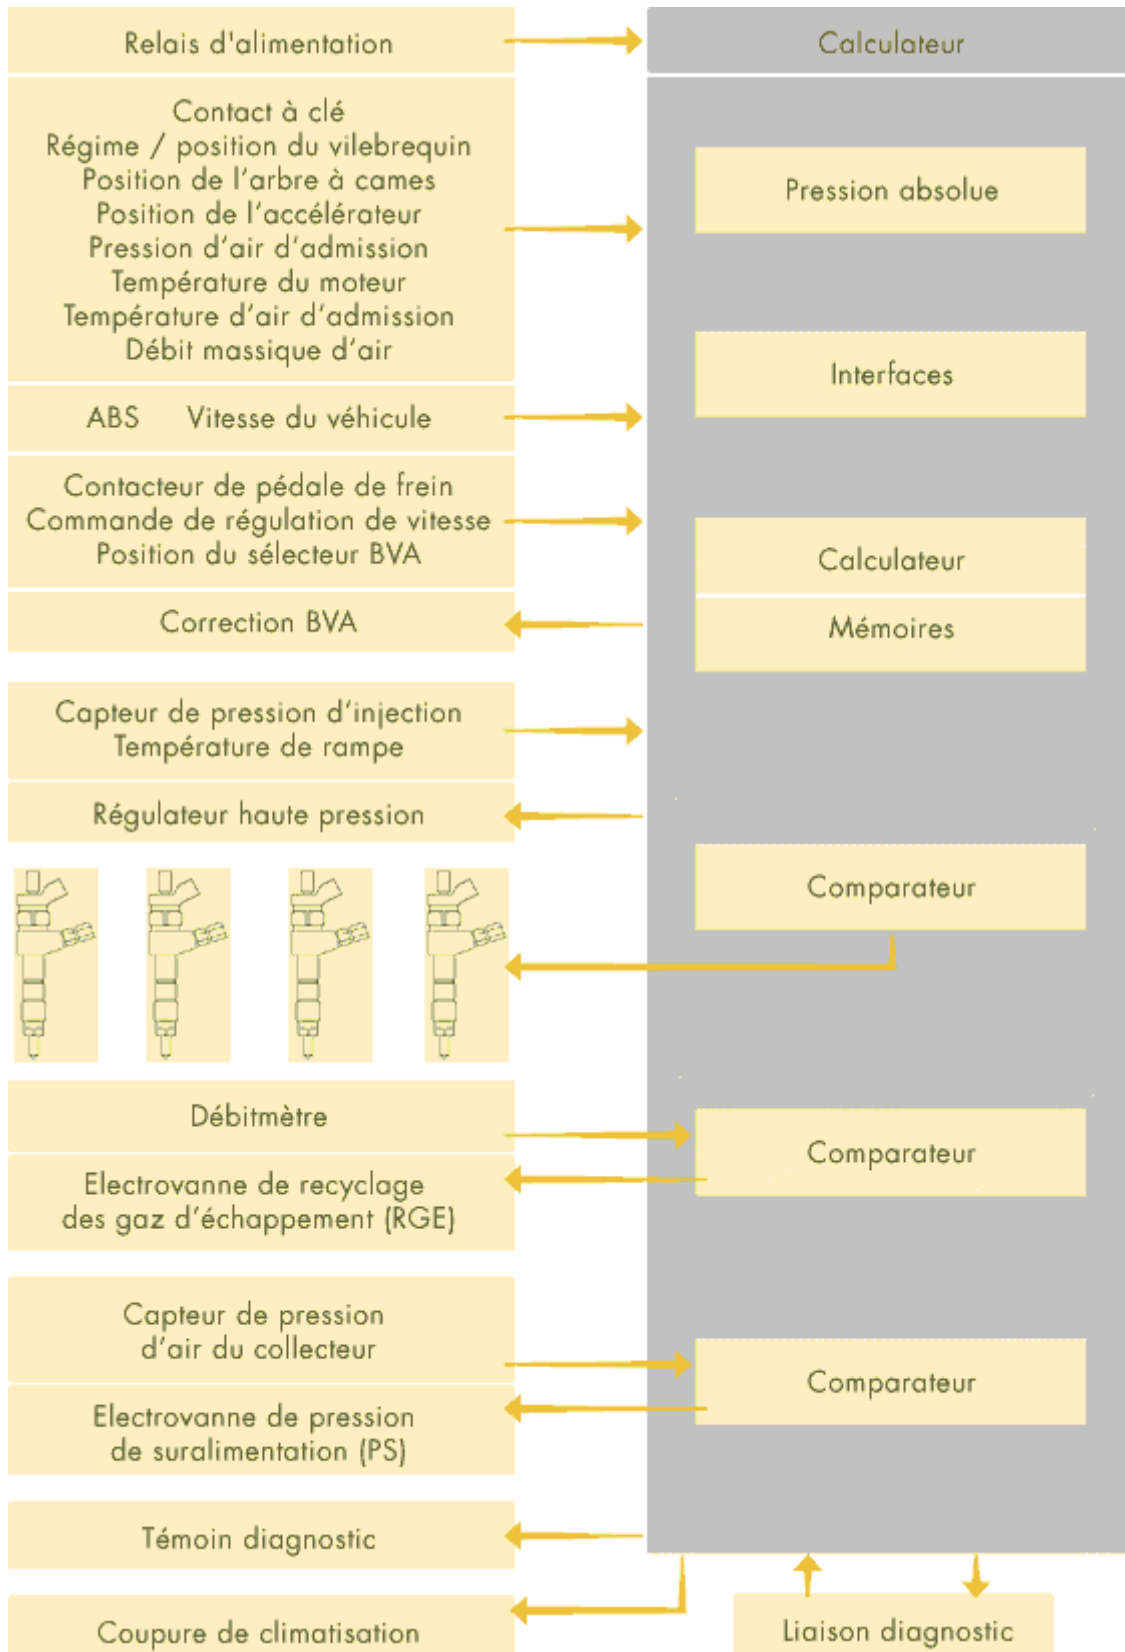 Relais d'alimentation
Calculateur
Contact à clé
Régime / position du vilebrequin
Position de l'arbre à cames
Position de l'accélérateur
Pression d'air d'admission
Température du moteur
Température d'air d'admission
Débit massique d'air
Pression absolue
Interfaces
ABS Vitesse du véhicule
Contacteur de pédale de frein
Commande de régulation de vitesse
Position du sélecteur BVA
Calculateur
Correction BVA
Mémoires
Capteur de pression d'injection
Température de rampe
Régulateur haute pression
Comparateur
Débitmètre
Comparateur
Electrovanne de recyclage
des gaz d'échappement (RGE)
Capteur de pression
d'air du collecteur
Comparateur
Electrovanne de pression
de suralimentation (PS)
Témoin diagnostic
Coupure de climatisation
Liaison diagnostic